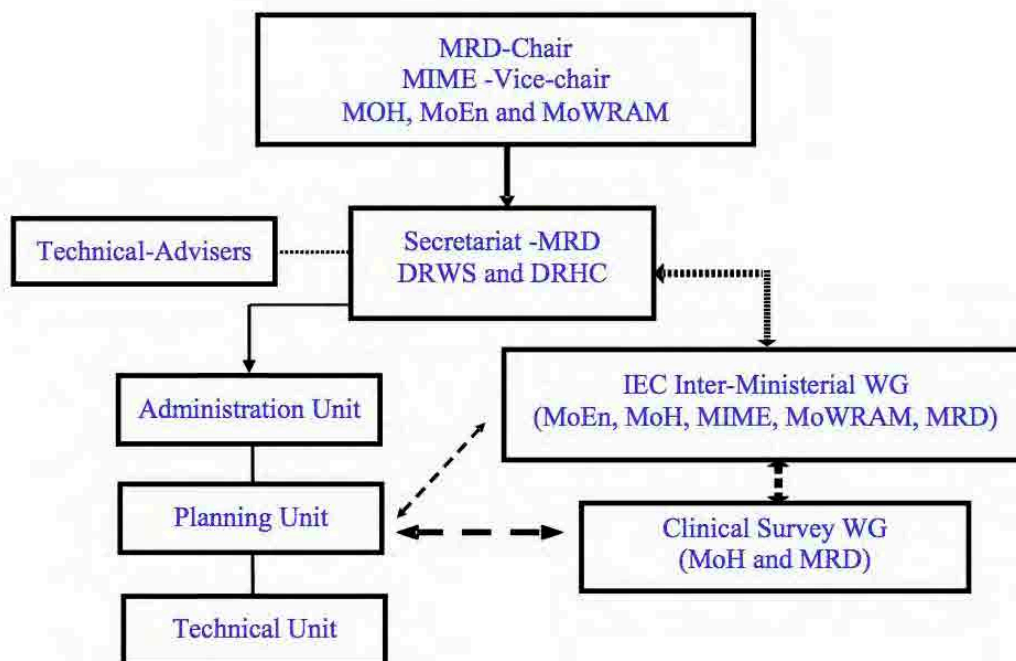 MRD-Chair
MIME -Vice-chair
MOH, MoEn and MoWRAM
Technical-Advisers
Secretariat -MRD
DRWS and DRHC
Administration Unit
IEC Inter-Ministerial WG
(MoEn, MoH, MIME, MoWRAM, MRD)
Planning Unit
Clinical Survey WG
(MoH and MRD)
Technical Unit